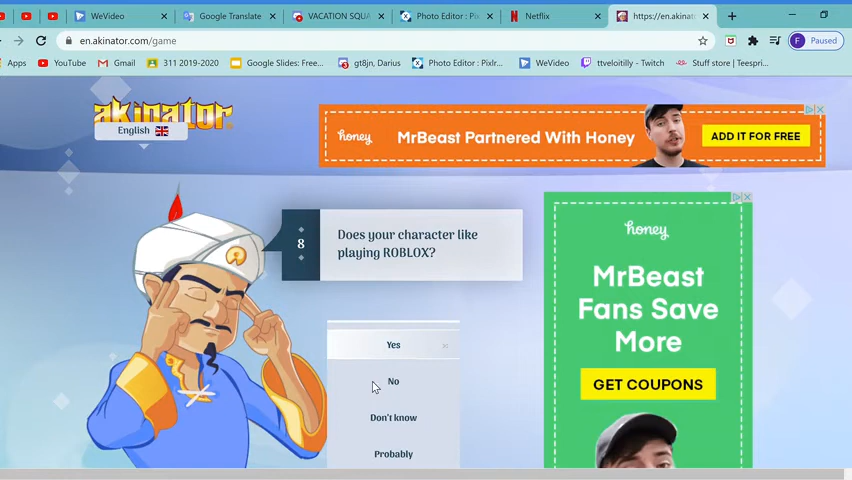 WeVideo
Google Translate
VACATION SQUA
Photo Editor : Pix
Netflix
https://en.akinato
en.akinator.com/game
F Paused
Apps
YouTube
Gmail
311 2019-2020
Google Slides: Free...
gt8jn, Darius
Photo Editor : Pixlr...
WeVideo
ttveloitilly - Twitch
Stuff store | Teespri...
akinator
English
honey
MrBeast Partnered With Honey
ADD IT FOR FREE
8
Does your character like
playing ROBLOX?
honey
MrBeast
Fans Save
More
GET COUPONS
Yes
No
Don't know
Probably